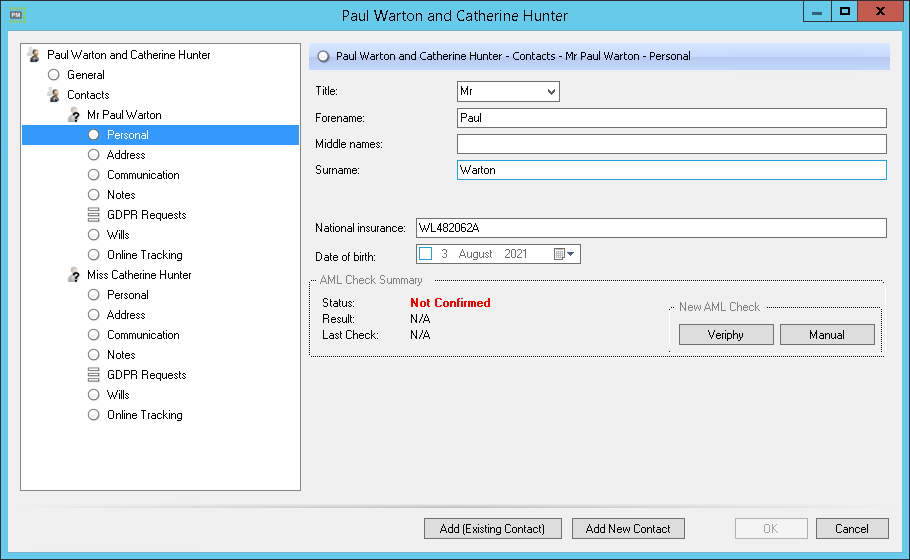 PM
Paul Warton and Catherine Hunter
X
Paul Warton and Catherine Hunter
General
Contacts
Mr Paul Warton
Personal
Address
Communication
Notes
GDPR Requests
Wills
Online Tracking
Miss Catherine Hunter
Personal
Address
Communication
Notes
GDPR Requests
Wills
Online Tracking
Paul Warton and Catherine Hunter - Contacts - Mr Paul Warton - Personal
Title: Mr
Forename: Paul
Middle names:
Surname: Warton
National insurance: WL482062A
Date of birth: 3 August 2021
AML Check Summary
Status: Not Confirmed
Result: N/A
Last Check: N/A
New AML Check
Veriphy Manual
Add (Existing Contact) Add New Contact OK Cancel